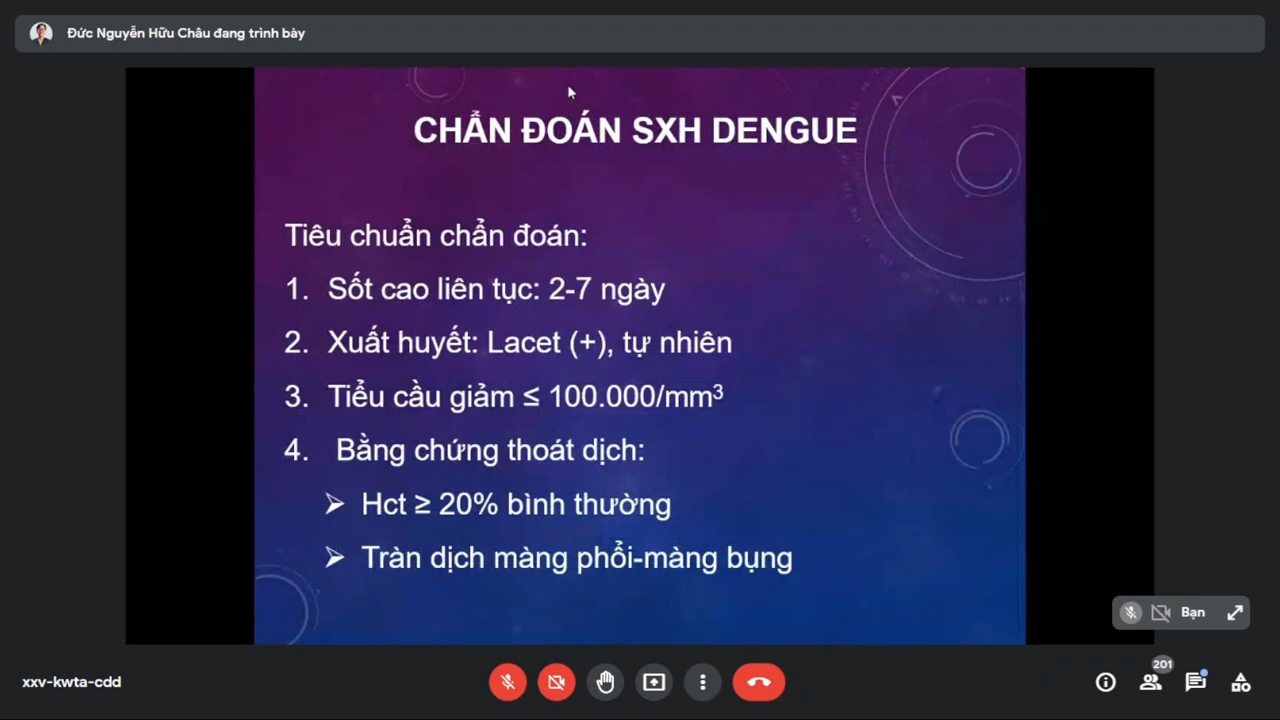 Đức Nguyễn Hữu Châu đang trình bày
CHẨN ĐOÁN SXH DENGUE
Tiêu chuẩn chẩn đoán:
1. Sốt cao liên tục: 2-7 ngày
2. Xuất huyết: Lacet (+), tự nhiên
3. Tiểu cầu giảm ≤ 100.000/mm³
4. Bằng chứng thoát dịch:
➢ Hct ≥ 20% bình thường
➢ Tràn dịch màng phổi-màng bụng
Bạn
xxv-kwta-cdd
201